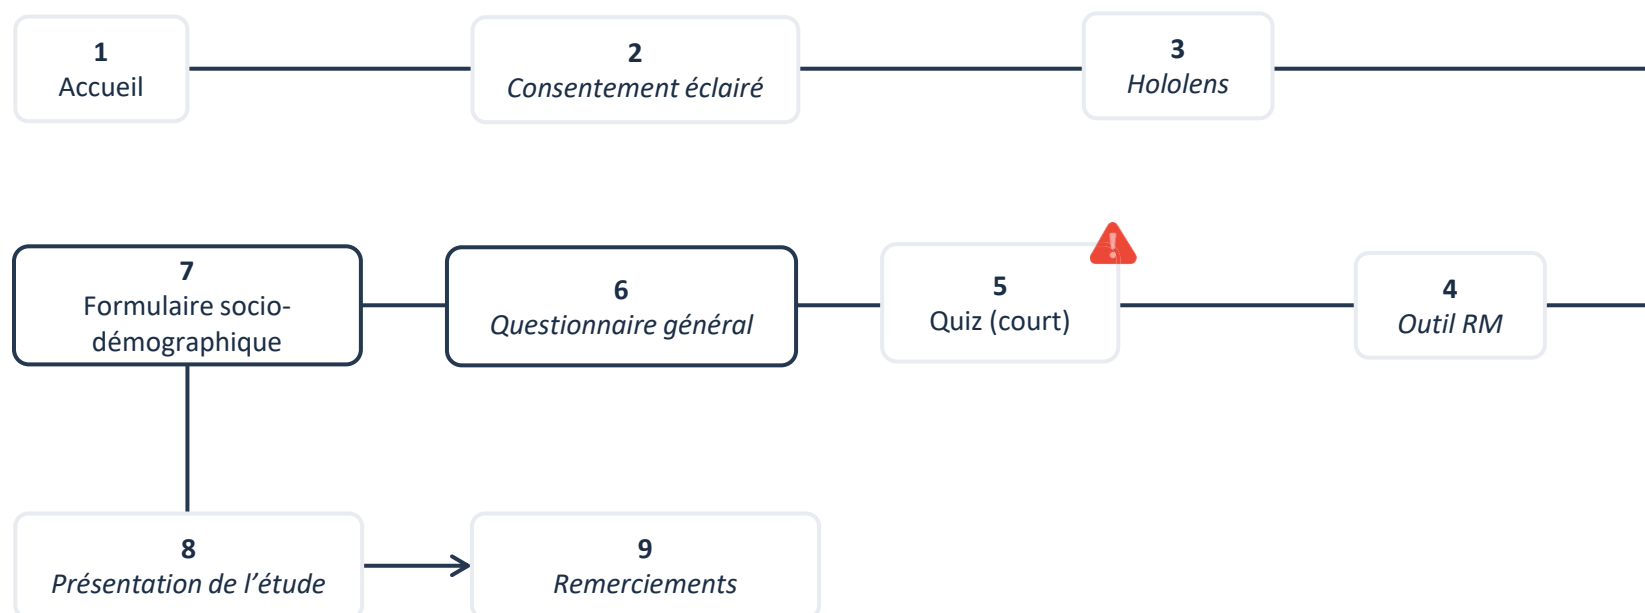 1
Accueil
2
Consentement éclairé
3
Hololens
7
Formulaire socio-
démographique
6
Questionnaire général
5
Quiz (court)
4
Outil RM
8
Présentation de l’étude
9
Remerciements